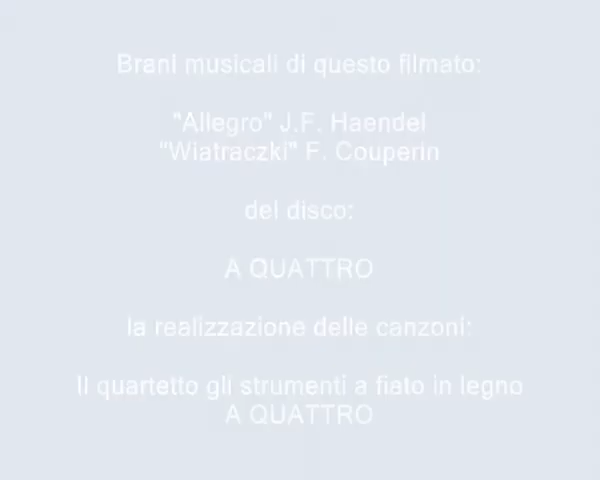 Brani musicali di questo filmato:
"Allegro" J.F. Haendel
"Wiatraczki" F. Couperin
del disco:
A QUATTRO
la realizzazione delle canzoni:
Il quartetto gli strumenti a fiato in legno
A QUATTRO